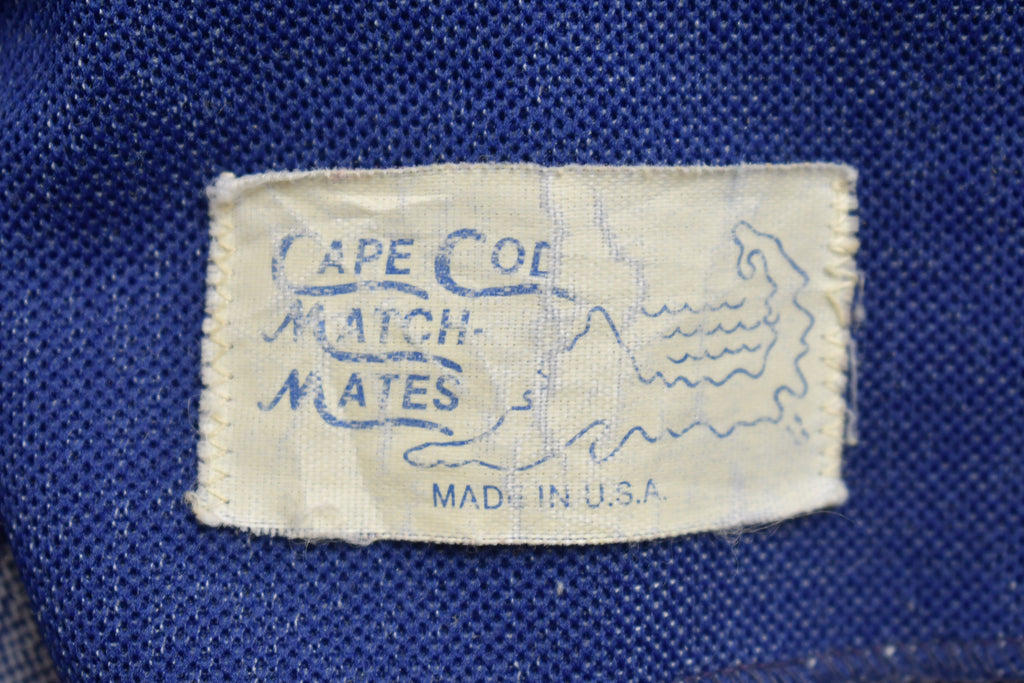 CAPE COD
MATCH-
MATES
MADE IN U.S.A.